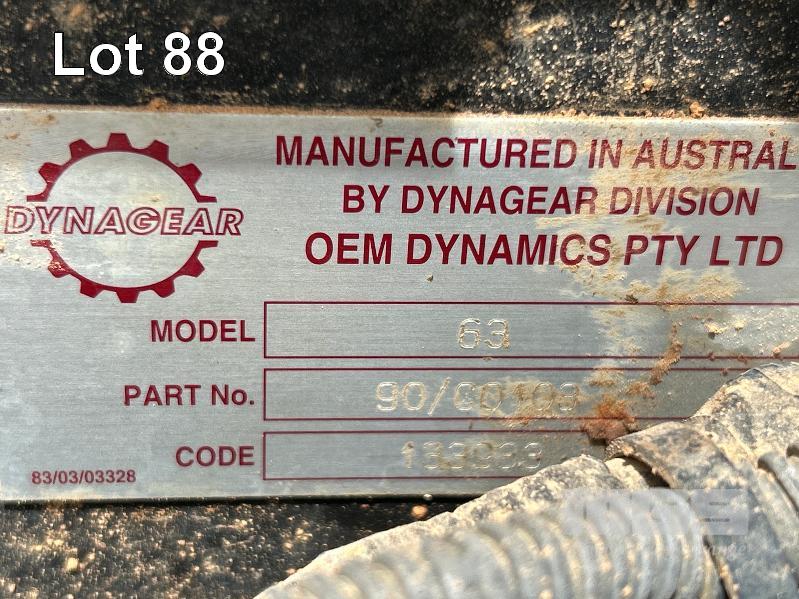 Lot 88
DYNAGEAR
MANUFACTURED IN AUSTRAL
BY DYNAGEAR DIVISION
OEM DYNAMICS PTY LTD
MODEL 63
PART No.
CODE
83/03/03328